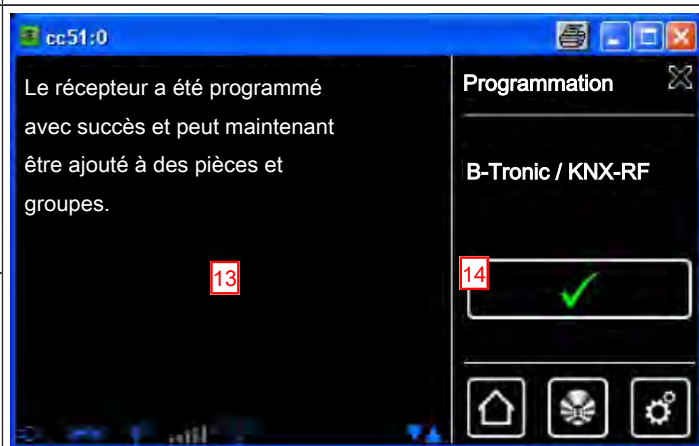 cc51:0
Le récepteur a été programmé
avec succès et peut maintenant
être ajouté à des pièces et
groupes.
13
Programmation
B-Tronic / KNX-RF
14